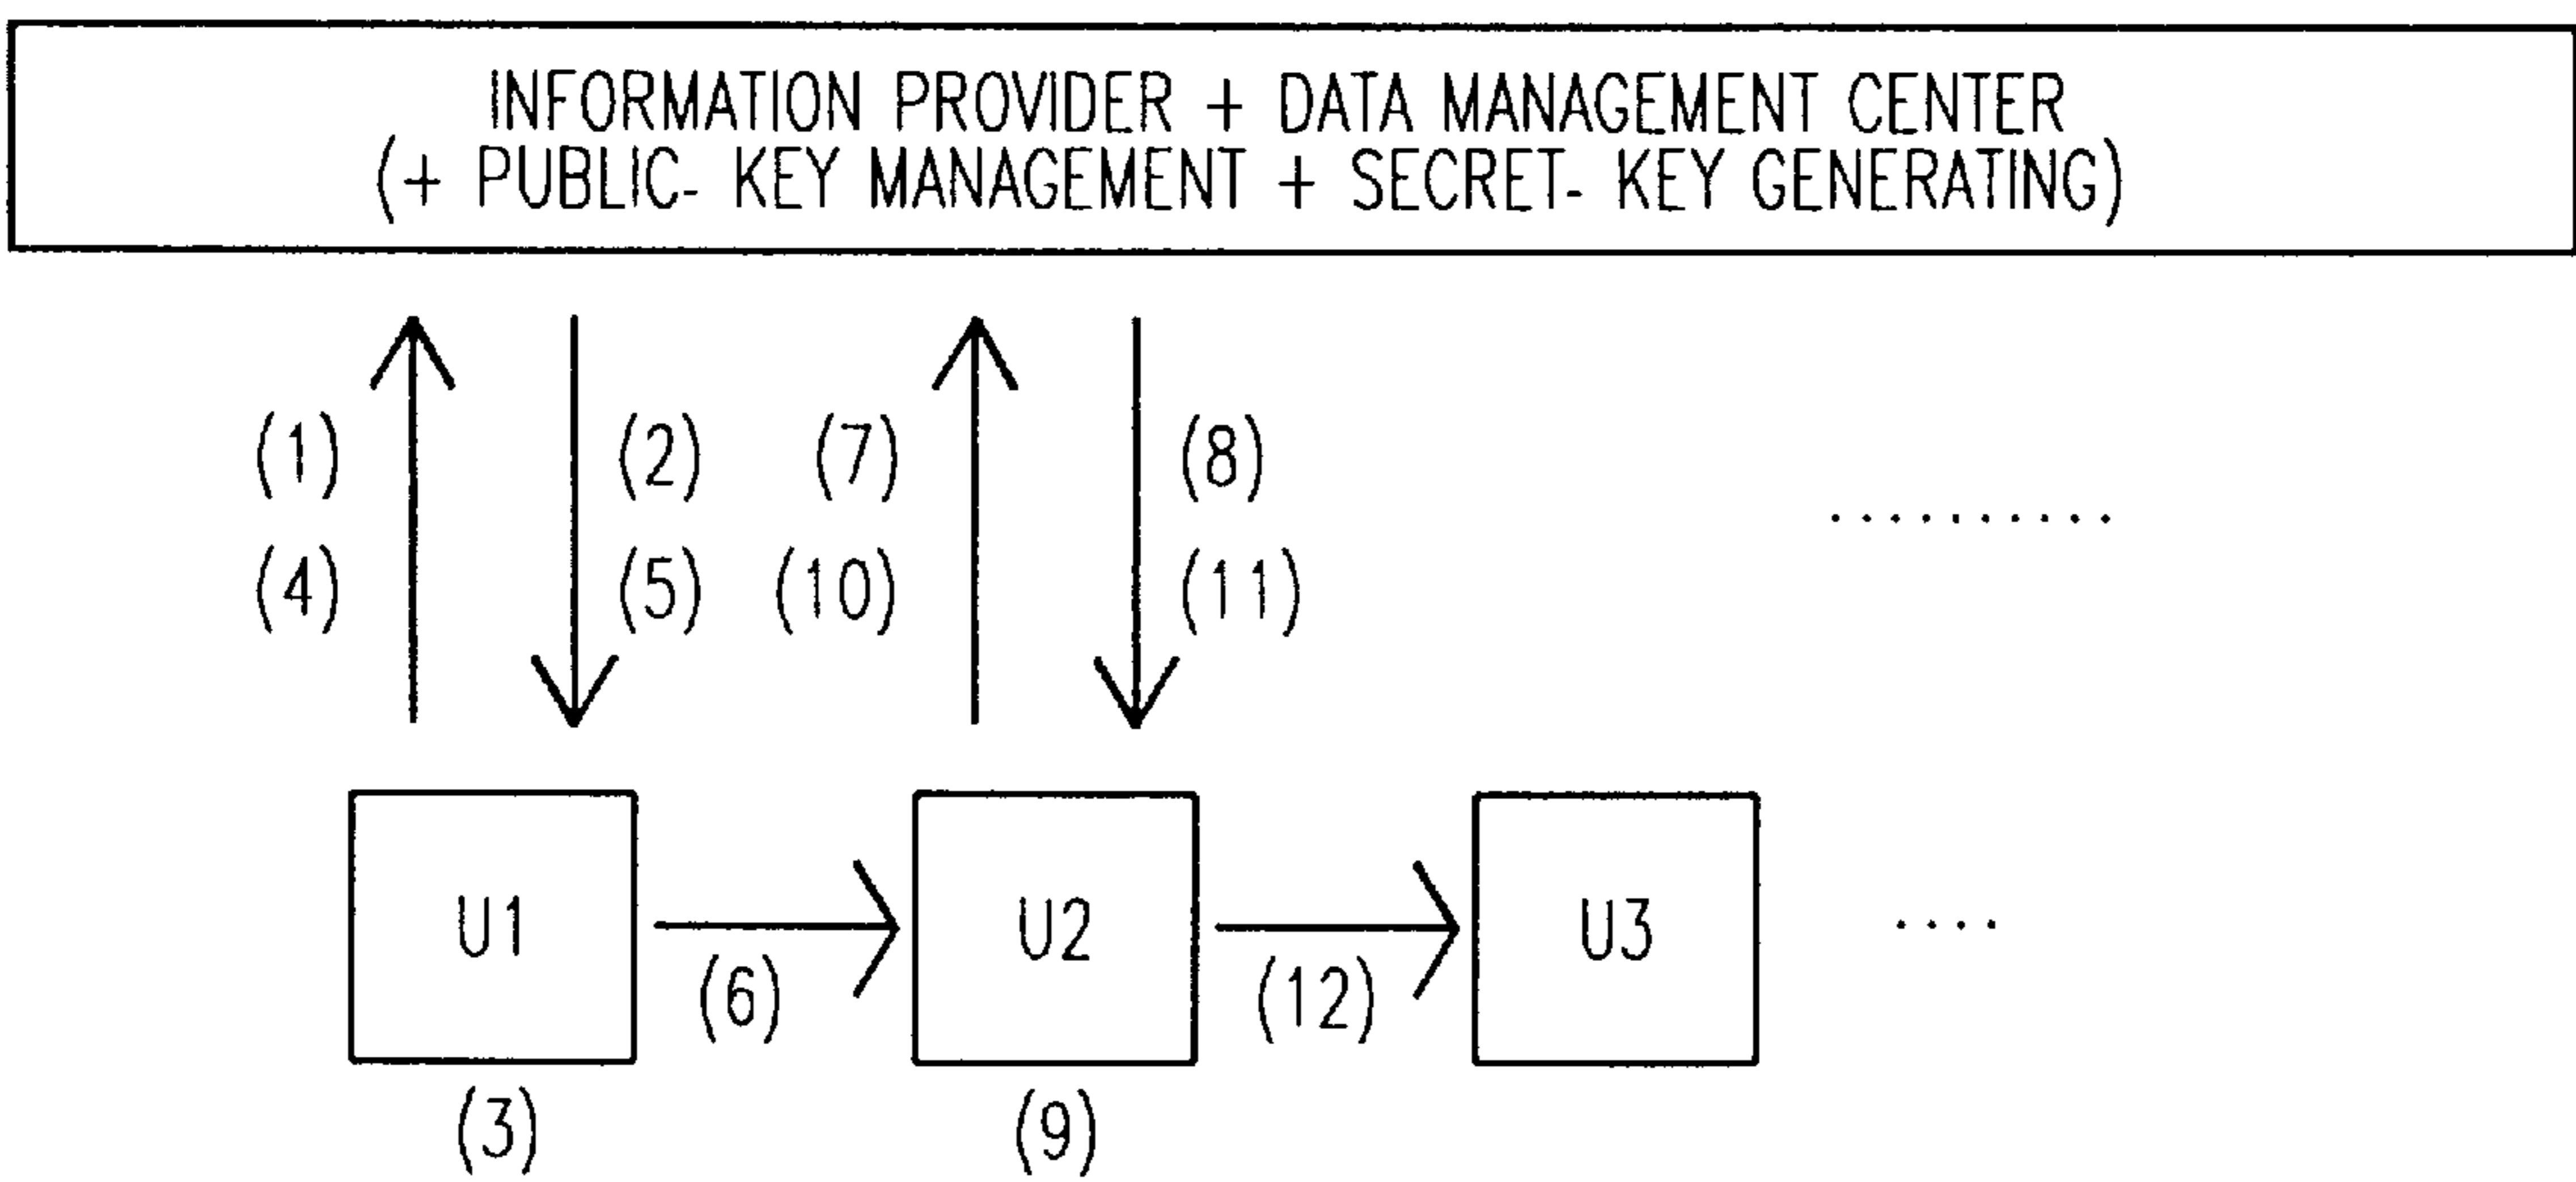 INFORMATION PROVIDER + DATA MANAGEMENT CENTER
(+ PUBLIC- KEY MANAGEMENT + SECRET- KEY GENERATING)
(1) (2) (7) (8)
(4) (5) (10) (11)
U1 U2 U3
(6) (12)
(3) (9)